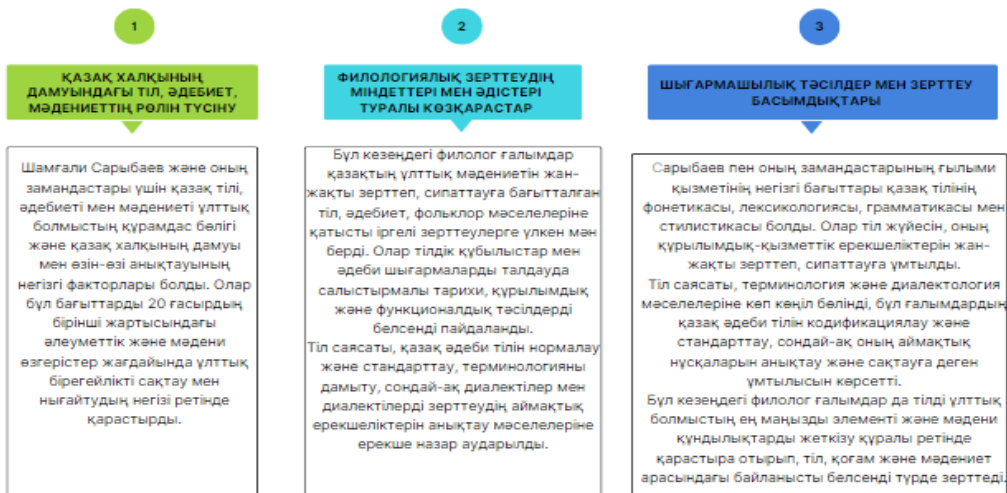 1
ҚАЗАҚ ХАЛҚЫНЫҢ
ДАМУЫНДАҒЫ ТІЛ, ӘДЕБИЕТ,
МӘДЕНИЕТТІҢ РӨЛІН ТҮСІНУ
Шамғали Сарыбаев және оның
замандастары үшін қазақ тілі,
әдебиеті мен мәдениеті ұлттық
болмыстың құрамдас бөлігі
және қазақ халқының дамуы
мен өзін-өзі анықтауының
негізгі факторлары болды. Олар
бұл бағыттарды 20 ғасырдың
бірінші жартысындағы
әлеуметтік және мәдени
өзгерістер жағдайында ұлттық
бірегейлікті сақтау мен
нығайтудың негізі ретінде
қарастырды.
2
ФИЛОЛОГИЯЛЫҚ ЗЕРТТЕУДІҢ
МІНДЕТТЕРІ МЕН ӘДІСТЕРІ
ТУРАЛЫ КӨЗҚАРАСТАР
Бұл кезеңдегі филолог ғалымдар
қазақтың ұлттық мәдениетін жан-
жақты зерттеп, сипаттауға бағытталған
тіл, әдебиет, фольклор мәселелеріне
қатысты іргелі зерттеулерге үлкен мән
берді. Олар тілдік құбылыстар мен
әдеби шығармаларды талдауда
салыстырмалы тарихи, құрылымдық
және функционалдық тәсілдерді
белсенді пайдаланды.
Тіл саясаты, қазақ әдеби тілін нормалау
және стандарттау, терминологияны
дамыту, сондай-ақ диалектілер мен
диалектілерді зерттеудің аймақтық
ерекшеліктерін анықтау мәселелеріне
ерекше назар аударылды.
3
ШЫҒАРМАШЫЛЫҚ ТӘСІЛДЕР МЕН ЗЕРТТЕУ
БАСЫМДЫҚТАРЫ
Сарыбаев пен оның замандастарының ғылыми
қызметінің негізгі бағыттары қазақ тілінің
фонетикасы, лексикологиясы, грамматикасы мен
стилистикасы болды. Олар тіл жүйесін, оның
құрылымдық-қызметтік ерекшеліктерін жан-
жақты зерттеп, сипаттауға ұмтылды.
Тіл саясаты, терминология және диалектология
мәселелеріне көп көңіл бөлінді, бұл ғалымдардың
қазақ әдеби тілін кодификациялау және
стандарттау, сондай-ақ оның аймақтық
нұсқаларын анықтау және сақтауға деген
ұмтылысын көрсетті.
Бұл кезеңдегі филолог ғалымдар да тілді ұлттық
болмыстың ең маңызды элементі және мәдени
құндылықтарды жеткізу құралы ретінде
қарастыра отырып, тіл, қоғам және мәдениет
арасындағы байланысты белсенді түрде зерттеді.